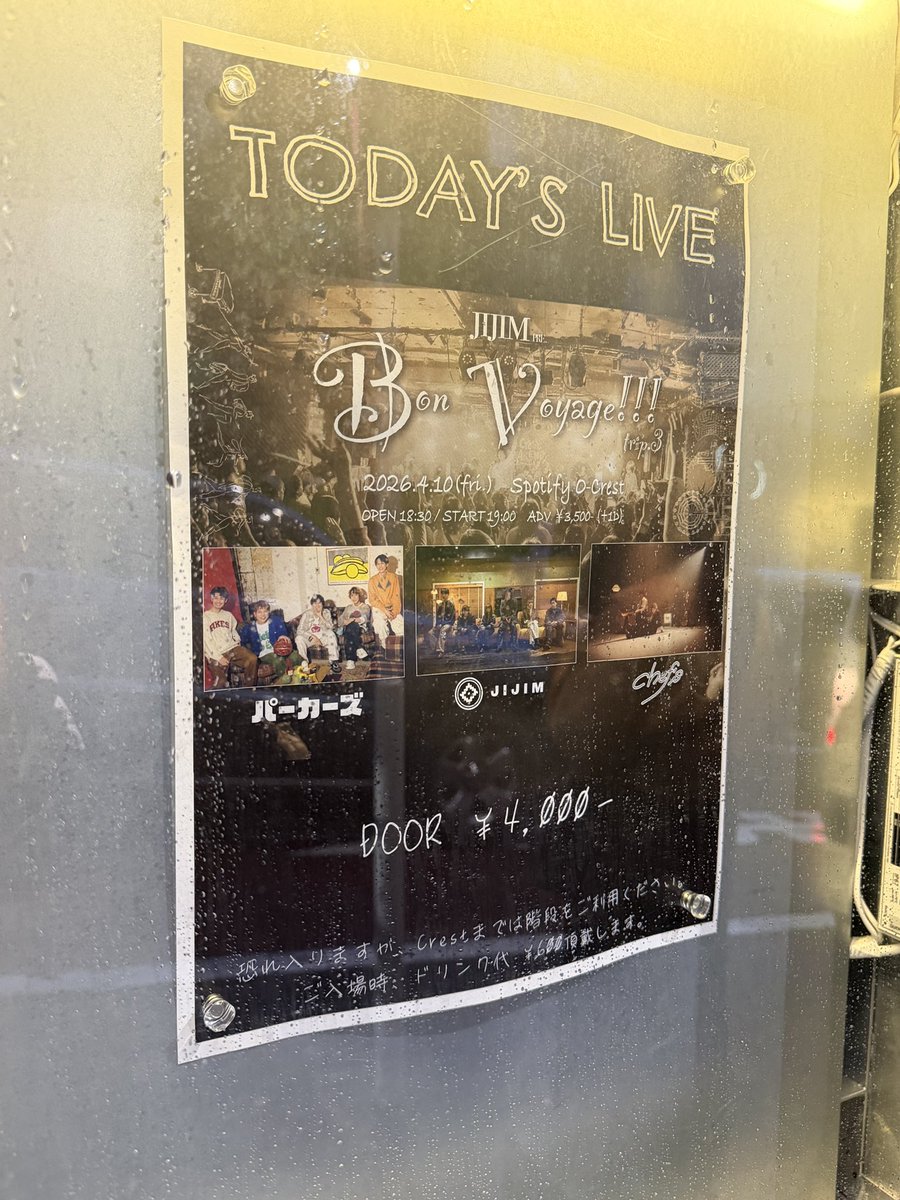 TODAY'S LIVE
JIJIM PRE.
Bon Voyage!!!
trip.3
2026.4.10(fri.) Spotify O-Crest
OPEN 18:30 / START 19:00 ADV ¥3,500-(+1D)
パーカーズ
JIJIM
chef's
DOOR ¥4,000-
恐れ入りますが、Crestまでは階段をご利用ください。
ご入場時、ドリンク代 ¥600頂戴します。